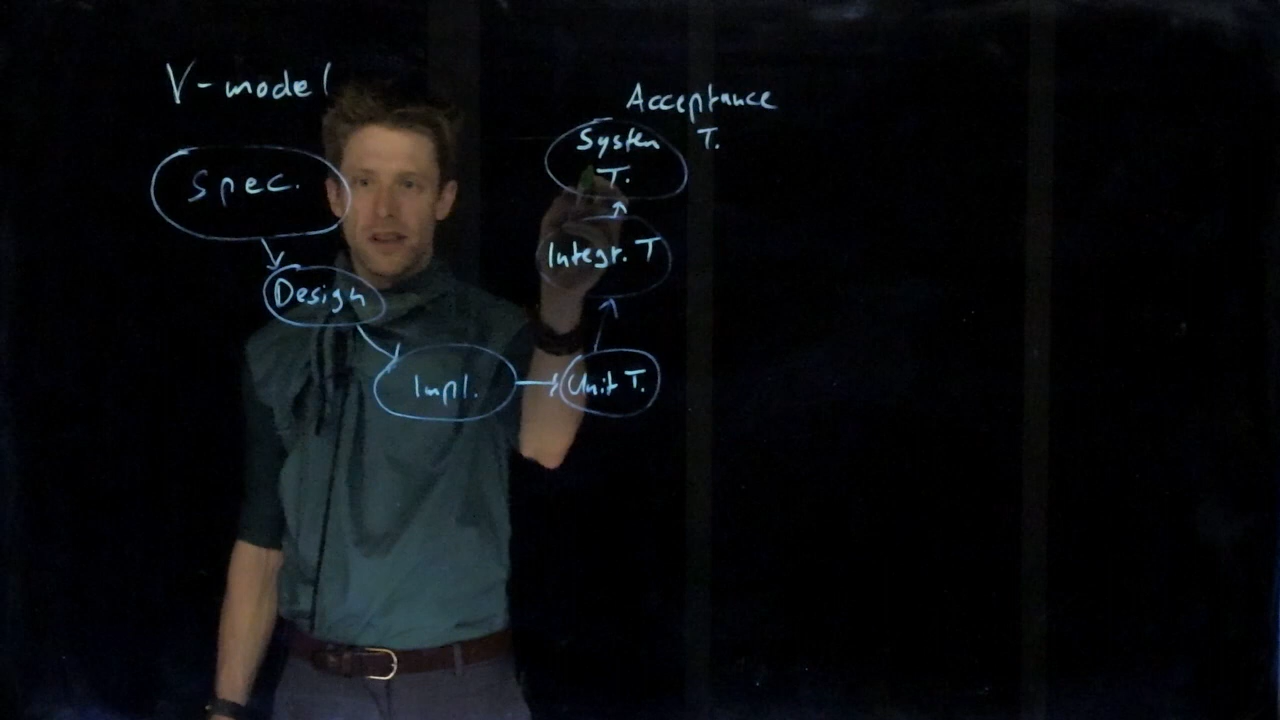 V-model
Spec.
Design
Impl.
Unit T.
Integr. T
System
T.
Acceptance
T.